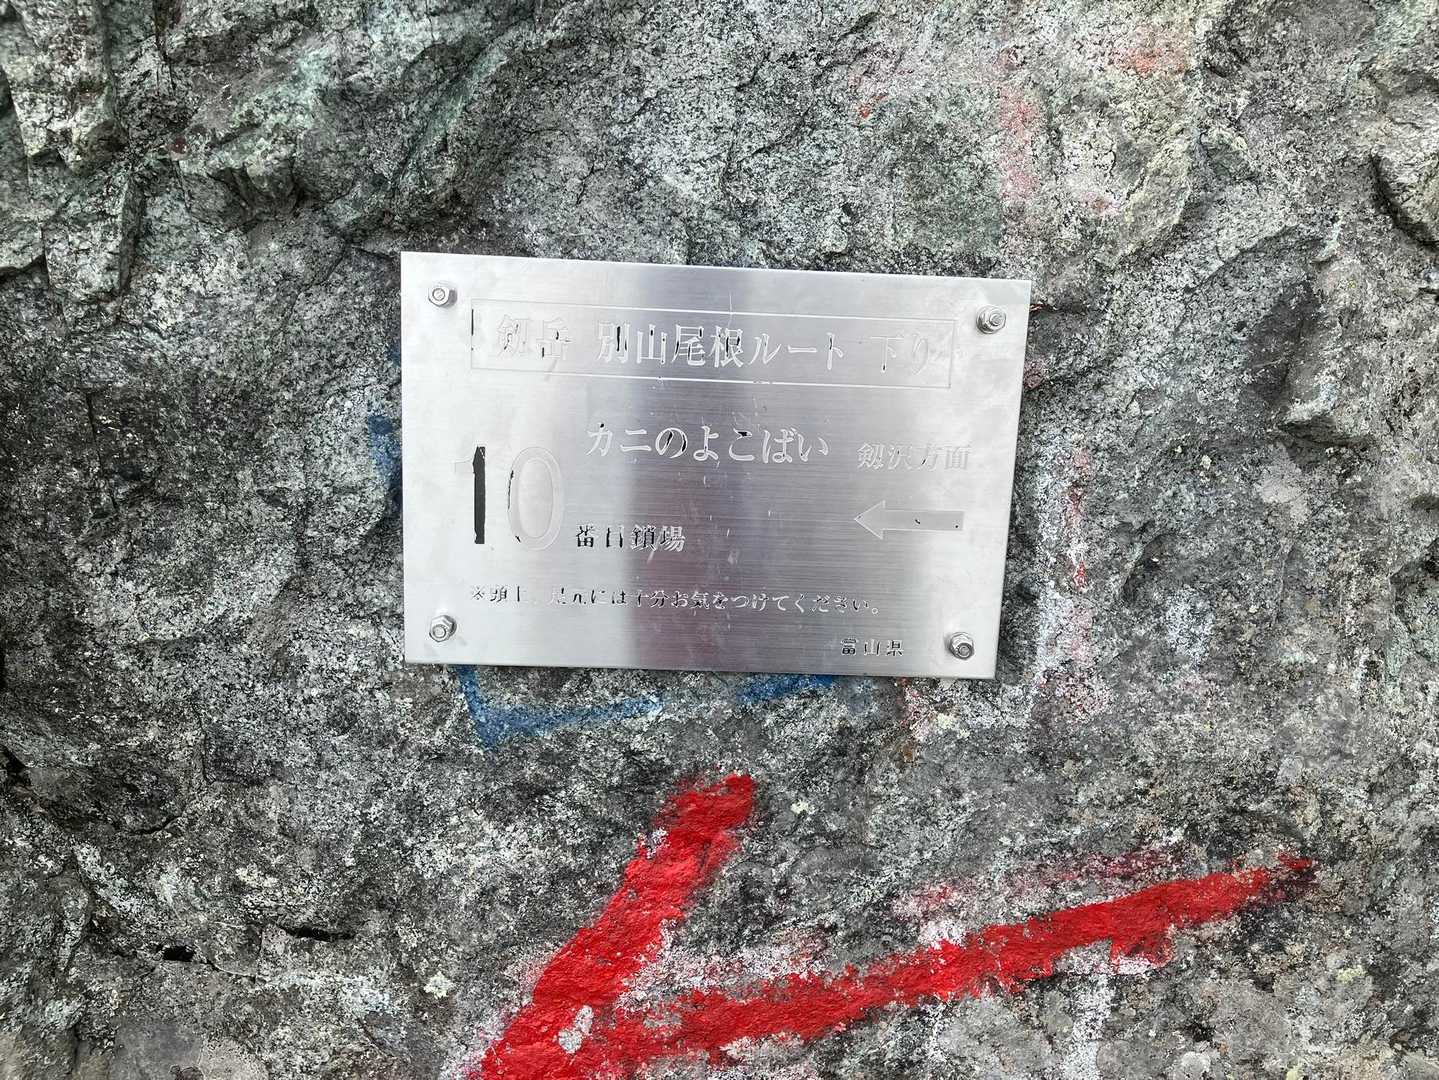 剱岳 別山尾根ルート 下り
カニのよこばい
剱沢方面
10番目鎖場
※頭上、足元には十分お気をつけてください。
富山県